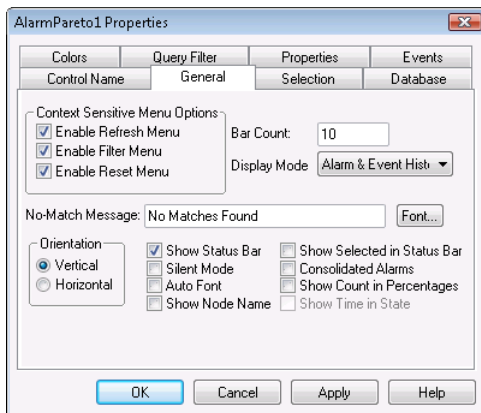 AlarmPareto1 Properties
Colors
Query Filter
Properties
Events
Control Name
General
Selection
Database
Context Sensitive Menu Options
Enable Refresh Menu
Enable Filter Menu
Enable Reset Menu
Bar Count:
10
Display Mode
Alarm & Event Hist
No-Match Message:
No Matches Found
Font...
Orientation
Vertical
Horizontal
Show Status Bar
Silent Mode
Auto Font
Show Node Name
Show Selected in Status Bar
Consolidated Alarms
Show Count in Percentages
Show Time in State
OK
Cancel
Apply
Help